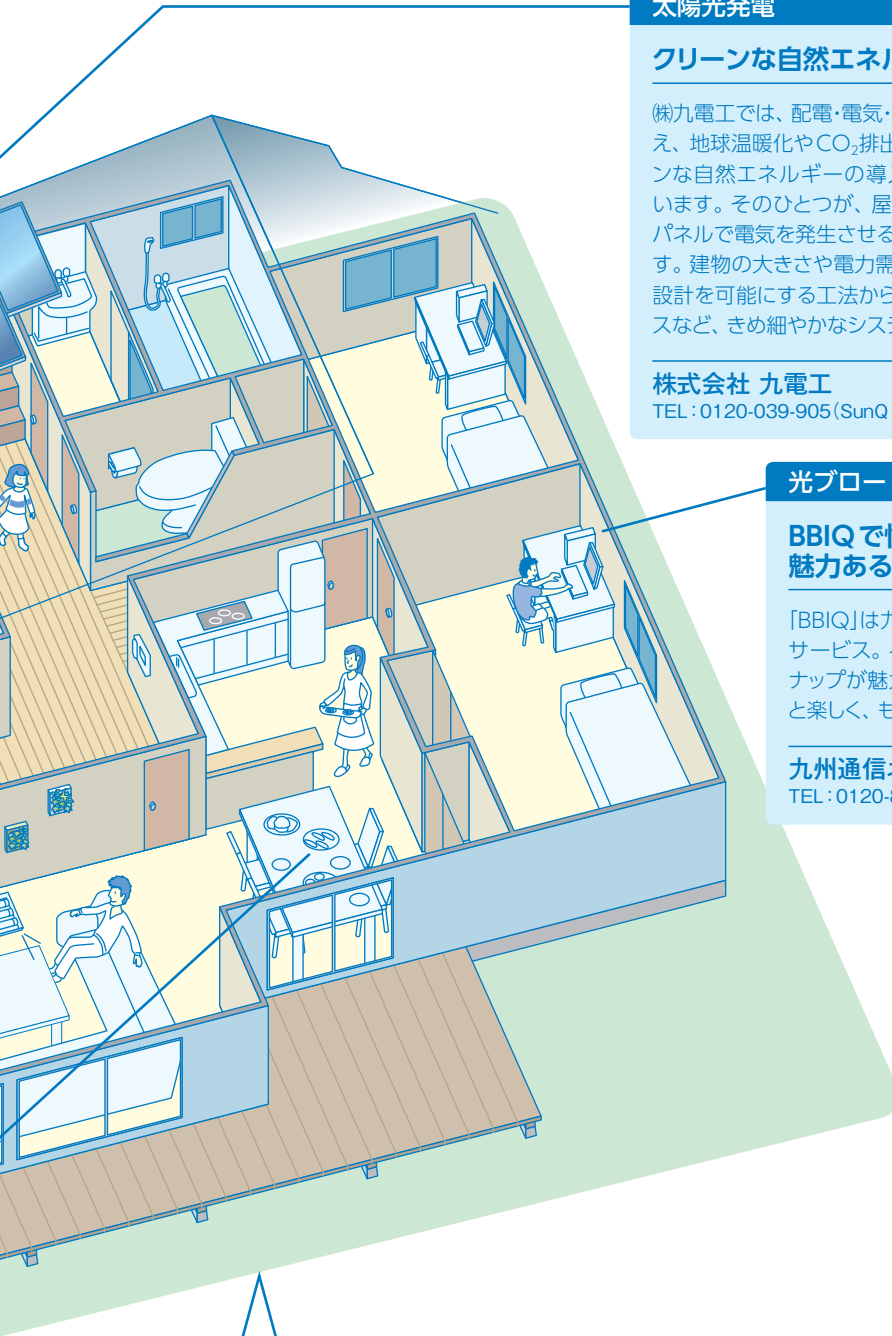 太陽光発電
クリーンな自然エネル
㈱九電工では、配電・電気・
え、地球温暖化やCO₂排出
ンな自然エネルギーの導
います。そのひとつが、屋
パネルで電気を発生させる
す。建物の大きさや電力需
設計を可能にする工法から
スなど、きめ細やかなシス
株式会社 九電工
TEL：0120-039-905（SunQ
光ブロー
BBIQで
魅力ある
「BBIQ」は
サービス。
ナップが魅
と楽しく、も
九州通信
TEL：0120-